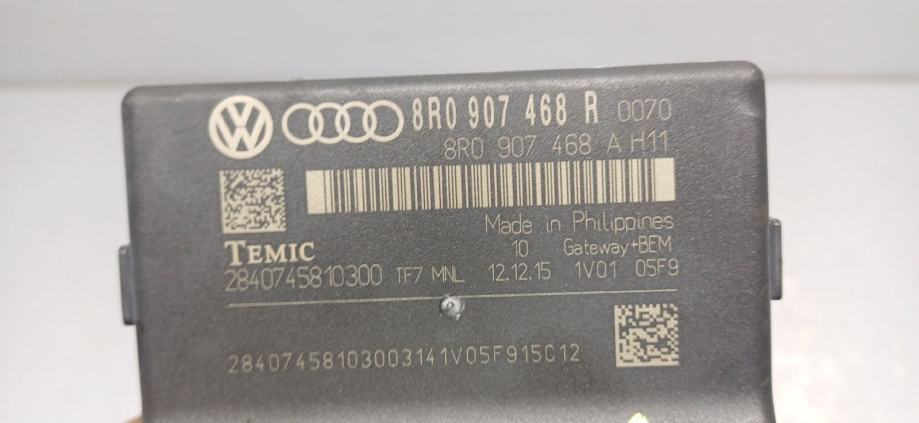 8R0 907 468 R 0070
8R0 907 468 A H11
Made in Philippines
TEMIC 10 Gateway+BEM
2840745810300 TF7 MNL 12.12.15 1V01 05F9
28407458103003141V05F915C12